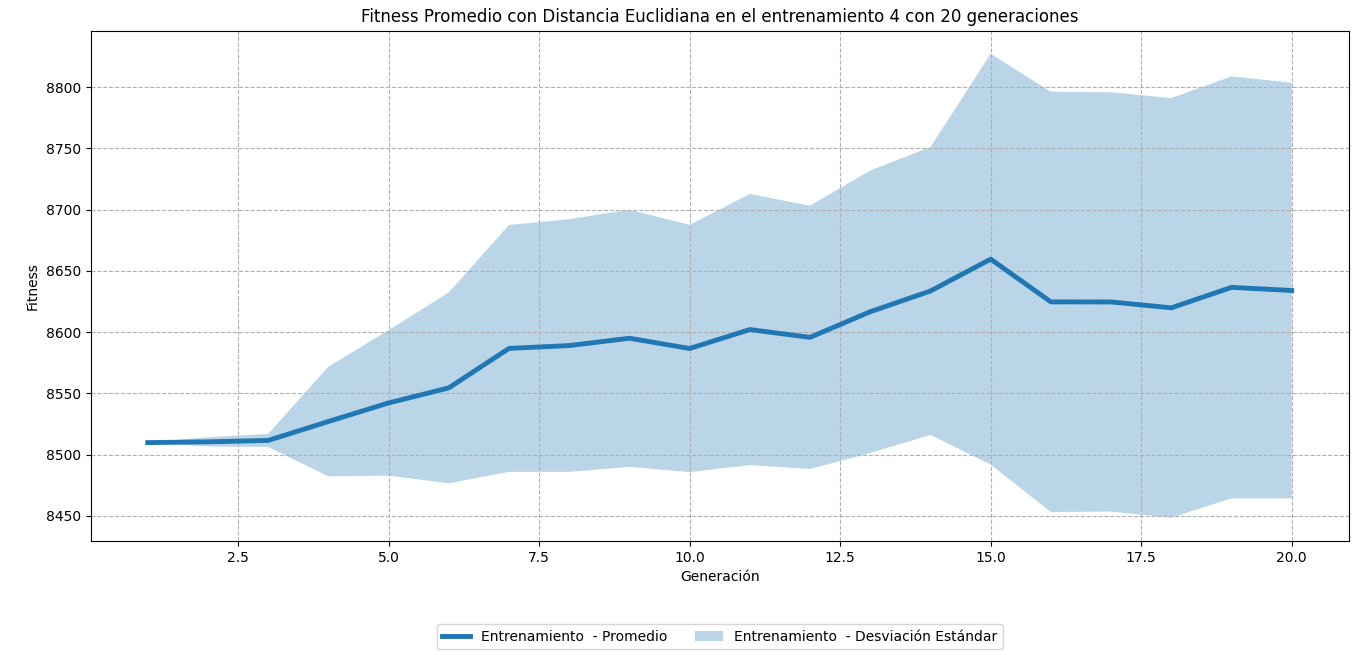 Fitness Promedio con Distancia Euclidiana en el entrenamiento 4 con 20 generaciones
8800
8750
8700
8650
8600
8550
8500
8450
Fitness
2.5 5.0 7.5 10.0 12.5 15.0 17.5 20.0
Generación
Entrenamiento - Promedio Entrenamiento - Desviación Estándar